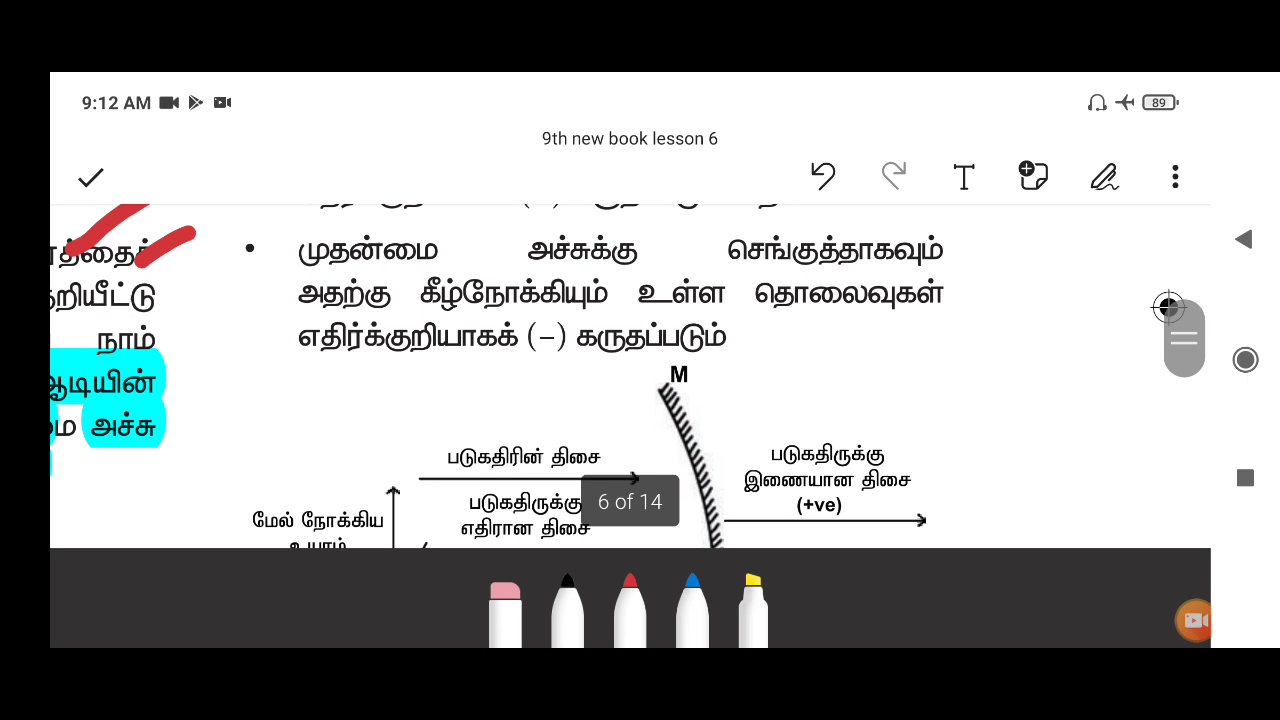 9:12 AM
89
9th new book lesson 6
றியீட்டு
நாம்
ஆடியின்
அச்சு
• முதன்மை அச்சுக்கு செங்குத்தாகவும்
அதற்கு கீழ்நோக்கியும் உள்ள தொலைவுகள்
எதிர்க்குறியாகக் (–) கருதப்படும்
M
படுகதிரின் திசை
படுகதிருக்கு
எதிரான திசை
6 of 14
படுகதிருக்கு
இணையான திசை
(+ve)
மேல் நோக்கிய